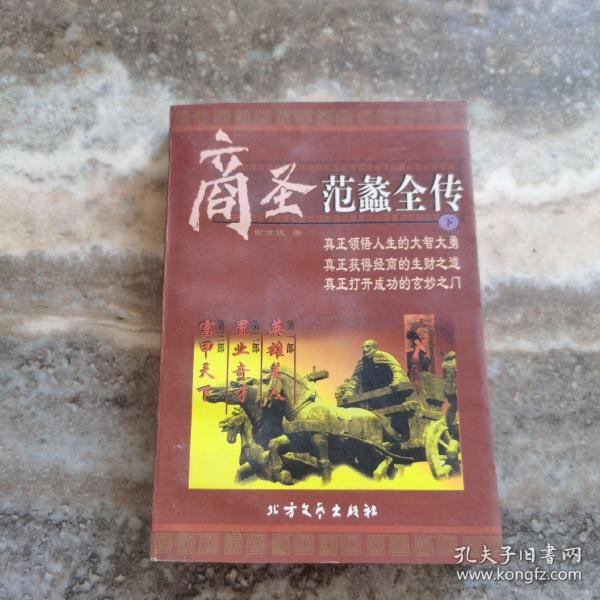 商圣 范蠡全传
下
著
真正领悟人生的大智大勇
真正获得经商的生财之道
真正打开成功的玄妙之门
第一部
英雄美人
第二部
置业奇才
第三部
富甲天下
北方文艺出版社
孔夫子旧书网
www.kongfz.com